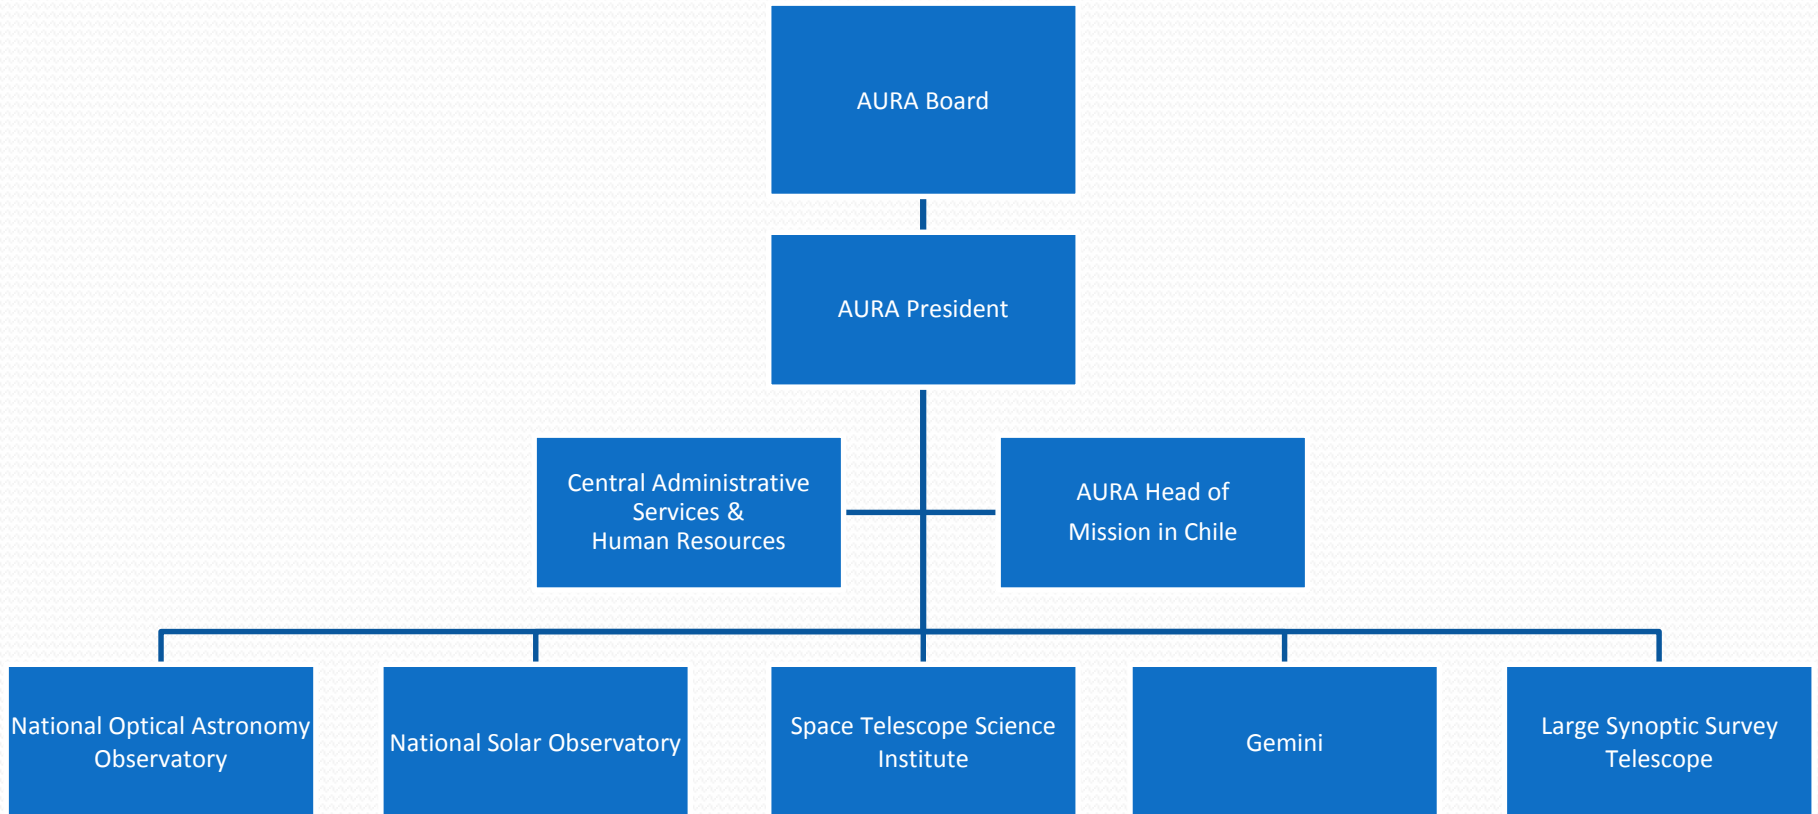 AURA Board
AURA President
Central Administrative
Services &
Human Resources
AURA Head of
Mission in Chile
National Optical Astronomy
Observatory
National Solar Observatory
Space Telescope Science
Institute
Gemini
Large Synoptic Survey
Telescope